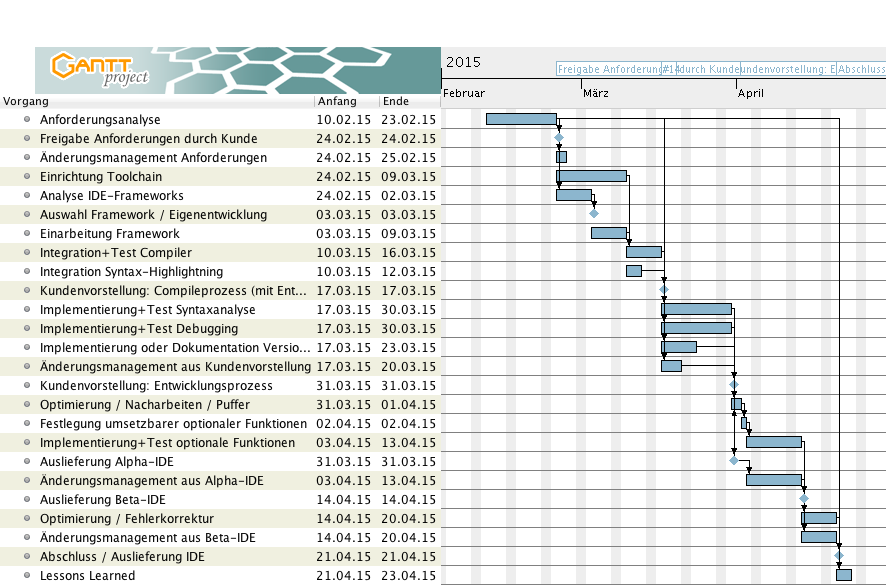 GANTT
project
2015
Freigabe Anforderung
#14
durch Kunde
undenvorstellung: E
Abschluss
Februar
März
April
Vorgang Anfang Ende
Anforderungsanalyse 10.02.15 23.02.15
Freigabe Anforderungen durch Kunde 24.02.15 24.02.15
Änderungsmanagement Anforderungen 24.02.15 25.02.15
Einrichtung Toolchain 24.02.15 09.03.15
Analyse IDE-Frameworks 24.02.15 02.03.15
Auswahl Framework / Eigenentwicklung 03.03.15 03.03.15
Einarbeitung Framework 03.03.15 09.03.15
Integration+Test Compiler 10.03.15 16.03.15
Integration Syntax-Highlightning 10.03.15 12.03.15
Kundenvorstellung: Compileprozess (mit Ent... 17.03.15 17.03.15
Implementierung+Test Syntaxanalyse 17.03.15 30.03.15
Implementierung+Test Debugging 17.03.15 30.03.15
Implementierung oder Dokumentation Versio... 17.03.15 23.03.15
Änderungsmanagement aus Kundenvorstellung 17.03.15 20.03.15
Kundenvorstellung: Entwicklungsprozess 31.03.15 31.03.15
Optimierung / Nacharbeiten / Puffer 31.03.15 01.04.15
Festlegung umsetzbarer optionaler Funktionen 02.04.15 02.04.15
Implementierung+Test optionale Funktionen 03.04.15 13.04.15
Auslieferung Alpha-IDE 31.03.15 31.03.15
Änderungsmanagement aus Alpha-IDE 03.04.15 13.04.15
Auslieferung Beta-IDE 14.04.15 14.04.15
Optimierung / Fehlerkorrektur 14.04.15 20.04.15
Änderungsmanagement aus Beta-IDE 14.04.15 20.04.15
Abschluss / Auslieferung IDE 21.04.15 21.04.15
Lessons Learned 21.04.15 23.04.15